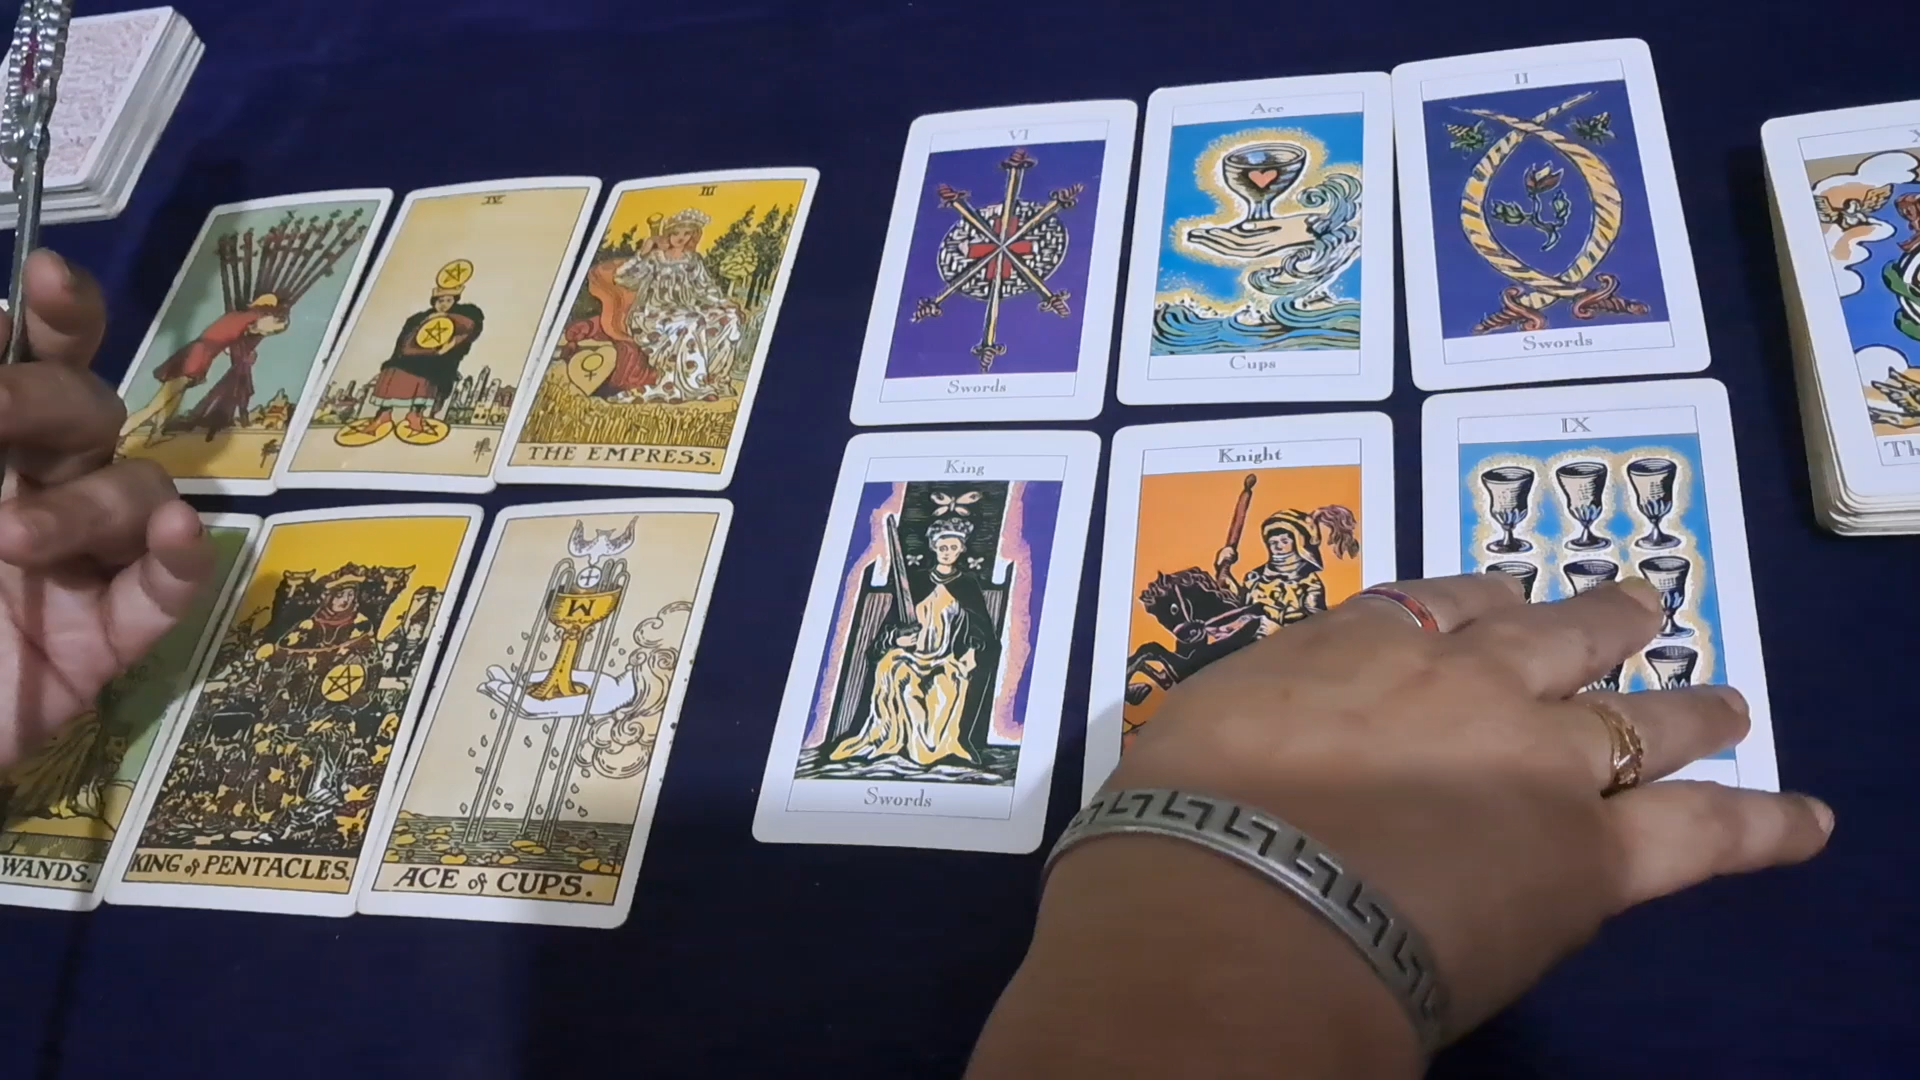 X
IV
III
THE EMPRESS.
WANDS.
KING of PENTACLES.
ACE of CUPS.
VI
Swords
Ace
Cups
II
Swords
King
Swords
Knight
IX
X
Th